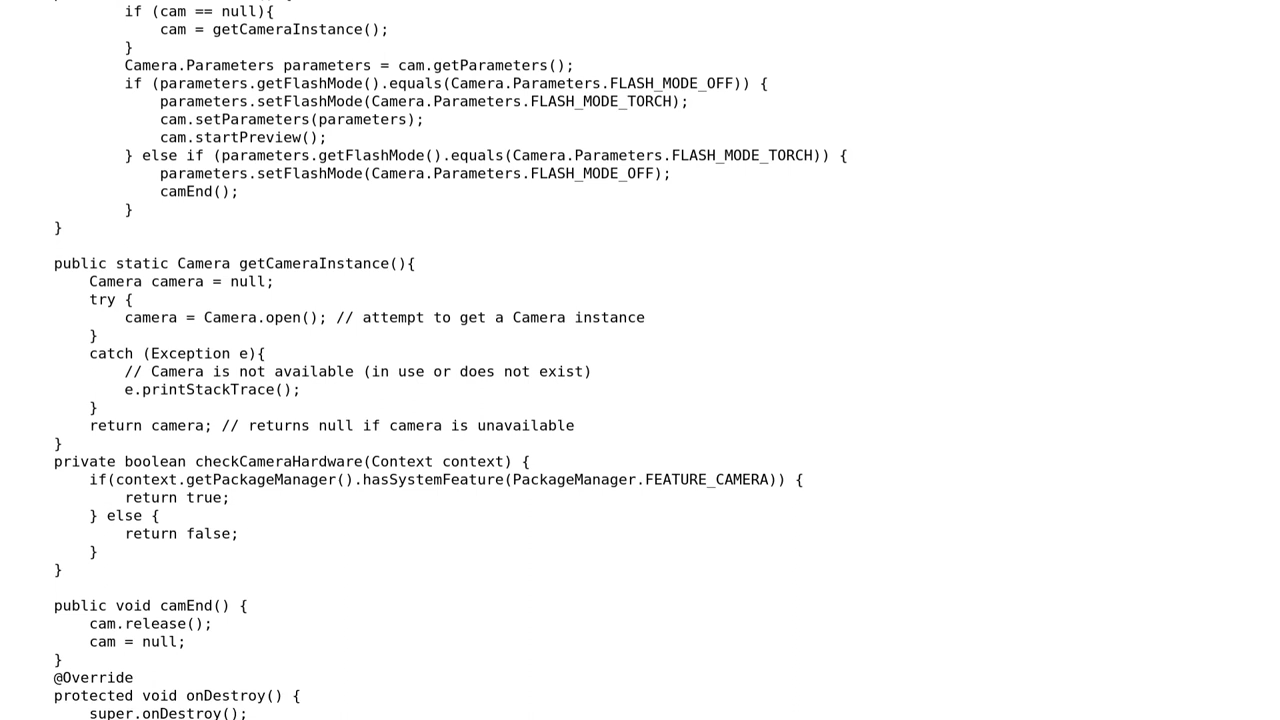 if (cam == null){
cam = getCameraInstance();
}
Camera.Parameters parameters = cam.getParameters();
if (parameters.getFlashMode().equals(Camera.Parameters.FLASH_MODE_OFF)) {
parameters.setFlashMode(Camera.Parameters.FLASH_MODE_TORCH);
cam.setParameters(parameters);
cam.startPreview();
} else if (parameters.getFlashMode().equals(Camera.Parameters.FLASH_MODE_TORCH)) {
parameters.setFlashMode(Camera.Parameters.FLASH_MODE_OFF);
camEnd();
}
}
public static Camera getCameraInstance(){
Camera camera = null;
try {
camera = Camera.open(); // attempt to get a Camera instance
}
catch (Exception e){
// Camera is not available (in use or does not exist)
e.printStackTrace();
}
return camera; // returns null if camera is unavailable
}
private boolean checkCameraHardware(Context context) {
if(context.getPackageManager().hasSystemFeature(PackageManager.FEATURE_CAMERA)) {
return true;
} else {
return false;
}
}
public void camEnd() {
cam.release();
cam = null;
}
@Override
protected void onDestroy() {
super.onDestroy();